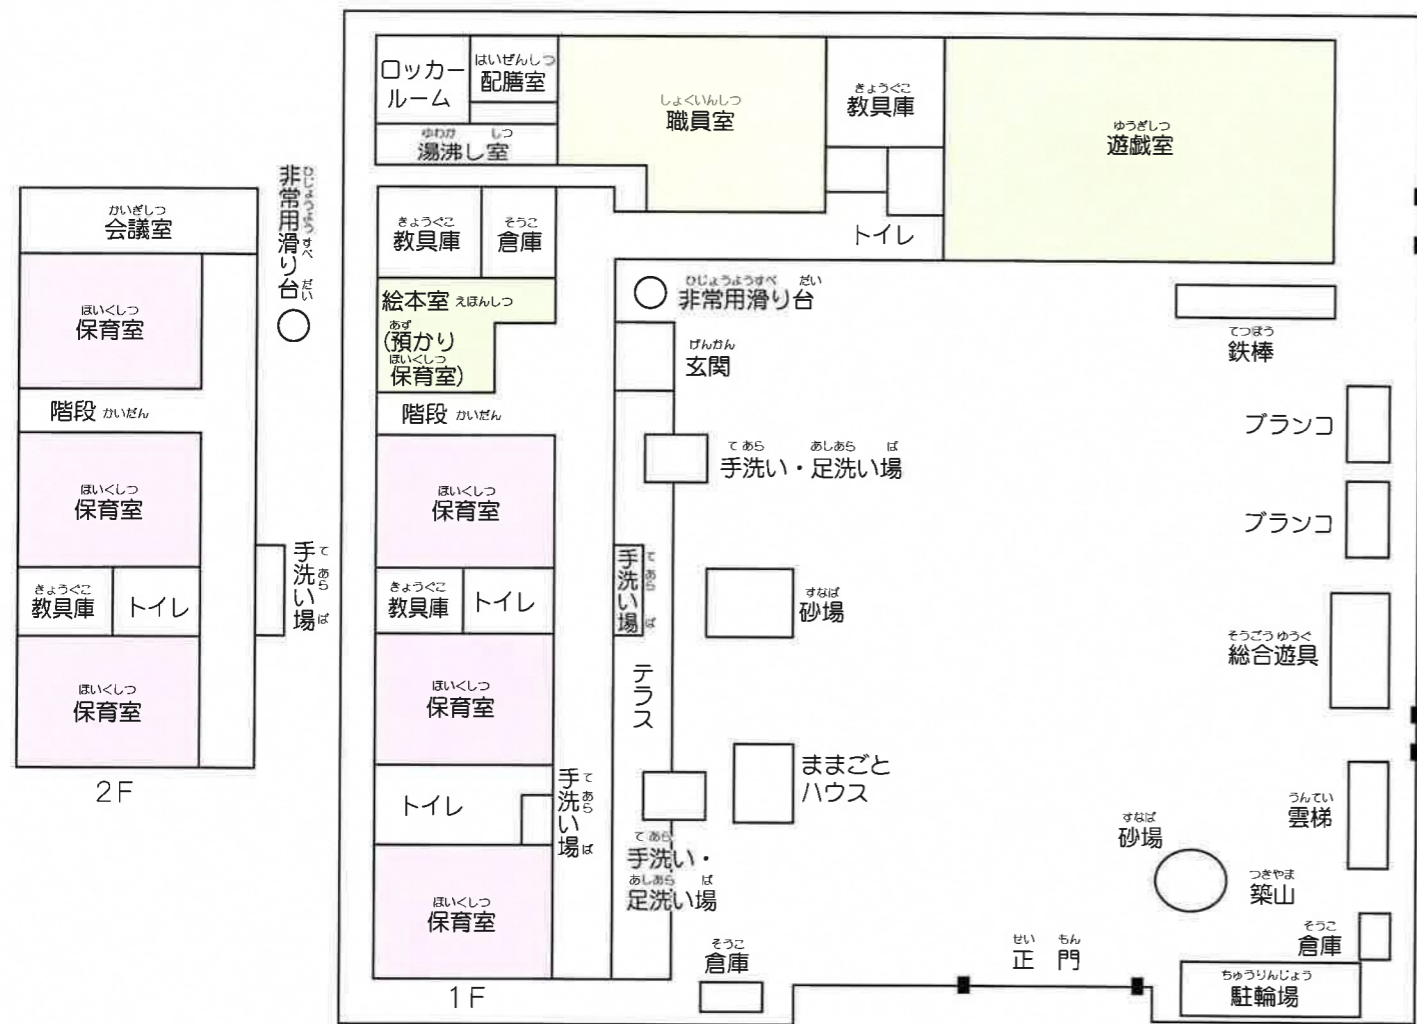 かいぎしつ
会議室
ほいくしつ
保育室
階段 かいだん
ほいくしつ
保育室
きょうぐこ
教具庫
トイレ
ほいくしつ
保育室
2F
ひじょうようすべ だい
非常用滑り台
て あら ば
手洗い場
ロッカー
ルーム
はいぜんしつ
配膳室
ゆわか しつ
湯沸し室
しょくいんしつ
職員室
きょうぐこ
教具庫
ゆうぎしつ
遊戯室
トイレ
きょうぐこ
教具庫
そうこ
倉庫
絵本室 えほんしつ
あず
(預かり
ほいくしつ
保育室)
階段 かいだん
ほいくしつ
保育室
きょうぐこ
教具庫
トイレ
ほいくしつ
保育室
トイレ
て あら ば
手洗い場
ほいくしつ
保育室
1F
ひじょうようすべ だい
非常用滑り台
げんかん
玄関
て あら あしあら ば
手洗い・足洗い場
て あら ば
手洗い場
テラス
すなば
砂場
ままごと
ハウス
て あら
手洗い・
あしあら ば
足洗い場
そうこ
倉庫
てつぼう
鉄棒
ブランコ
ブランコ
そうごうゆうぐ
総合遊具
うんてい
雲梯
すなば
砂場
つきやま
築山
そうこ
倉庫
せい もん
正 門
ちゅうりんじょう
駐輪場